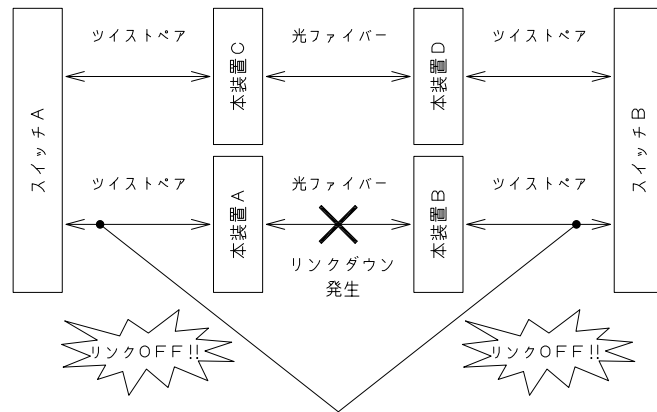 ツイストペア
光ファイバー
ツイストペア
スイッチA
本装置C
本装置D
スイッチB
ツイストペア
光ファイバー
ツイストペア
本装置A
本装置B
リンクダウン
発生
リンクOFF!!
リンクOFF!!